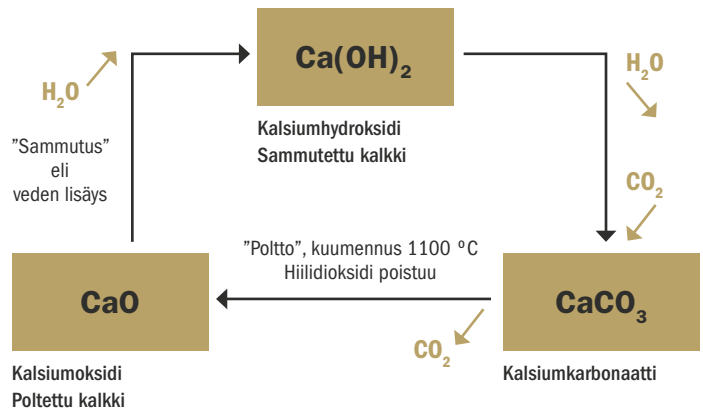 Ca(OH)₂
H₂O
H₂O
Kalsiumhydroksidi
Sammutettu kalkki
”Sammutus”
eli
veden lisäys
CO₂
”Poltto”, kuumennus 1100 ºC
Hiilidioksidi poistuu
CaO
CaCO₃
CO₂
Kalsiumoksidi
Poltettu kalkki
Kalsiumkarbonaatti